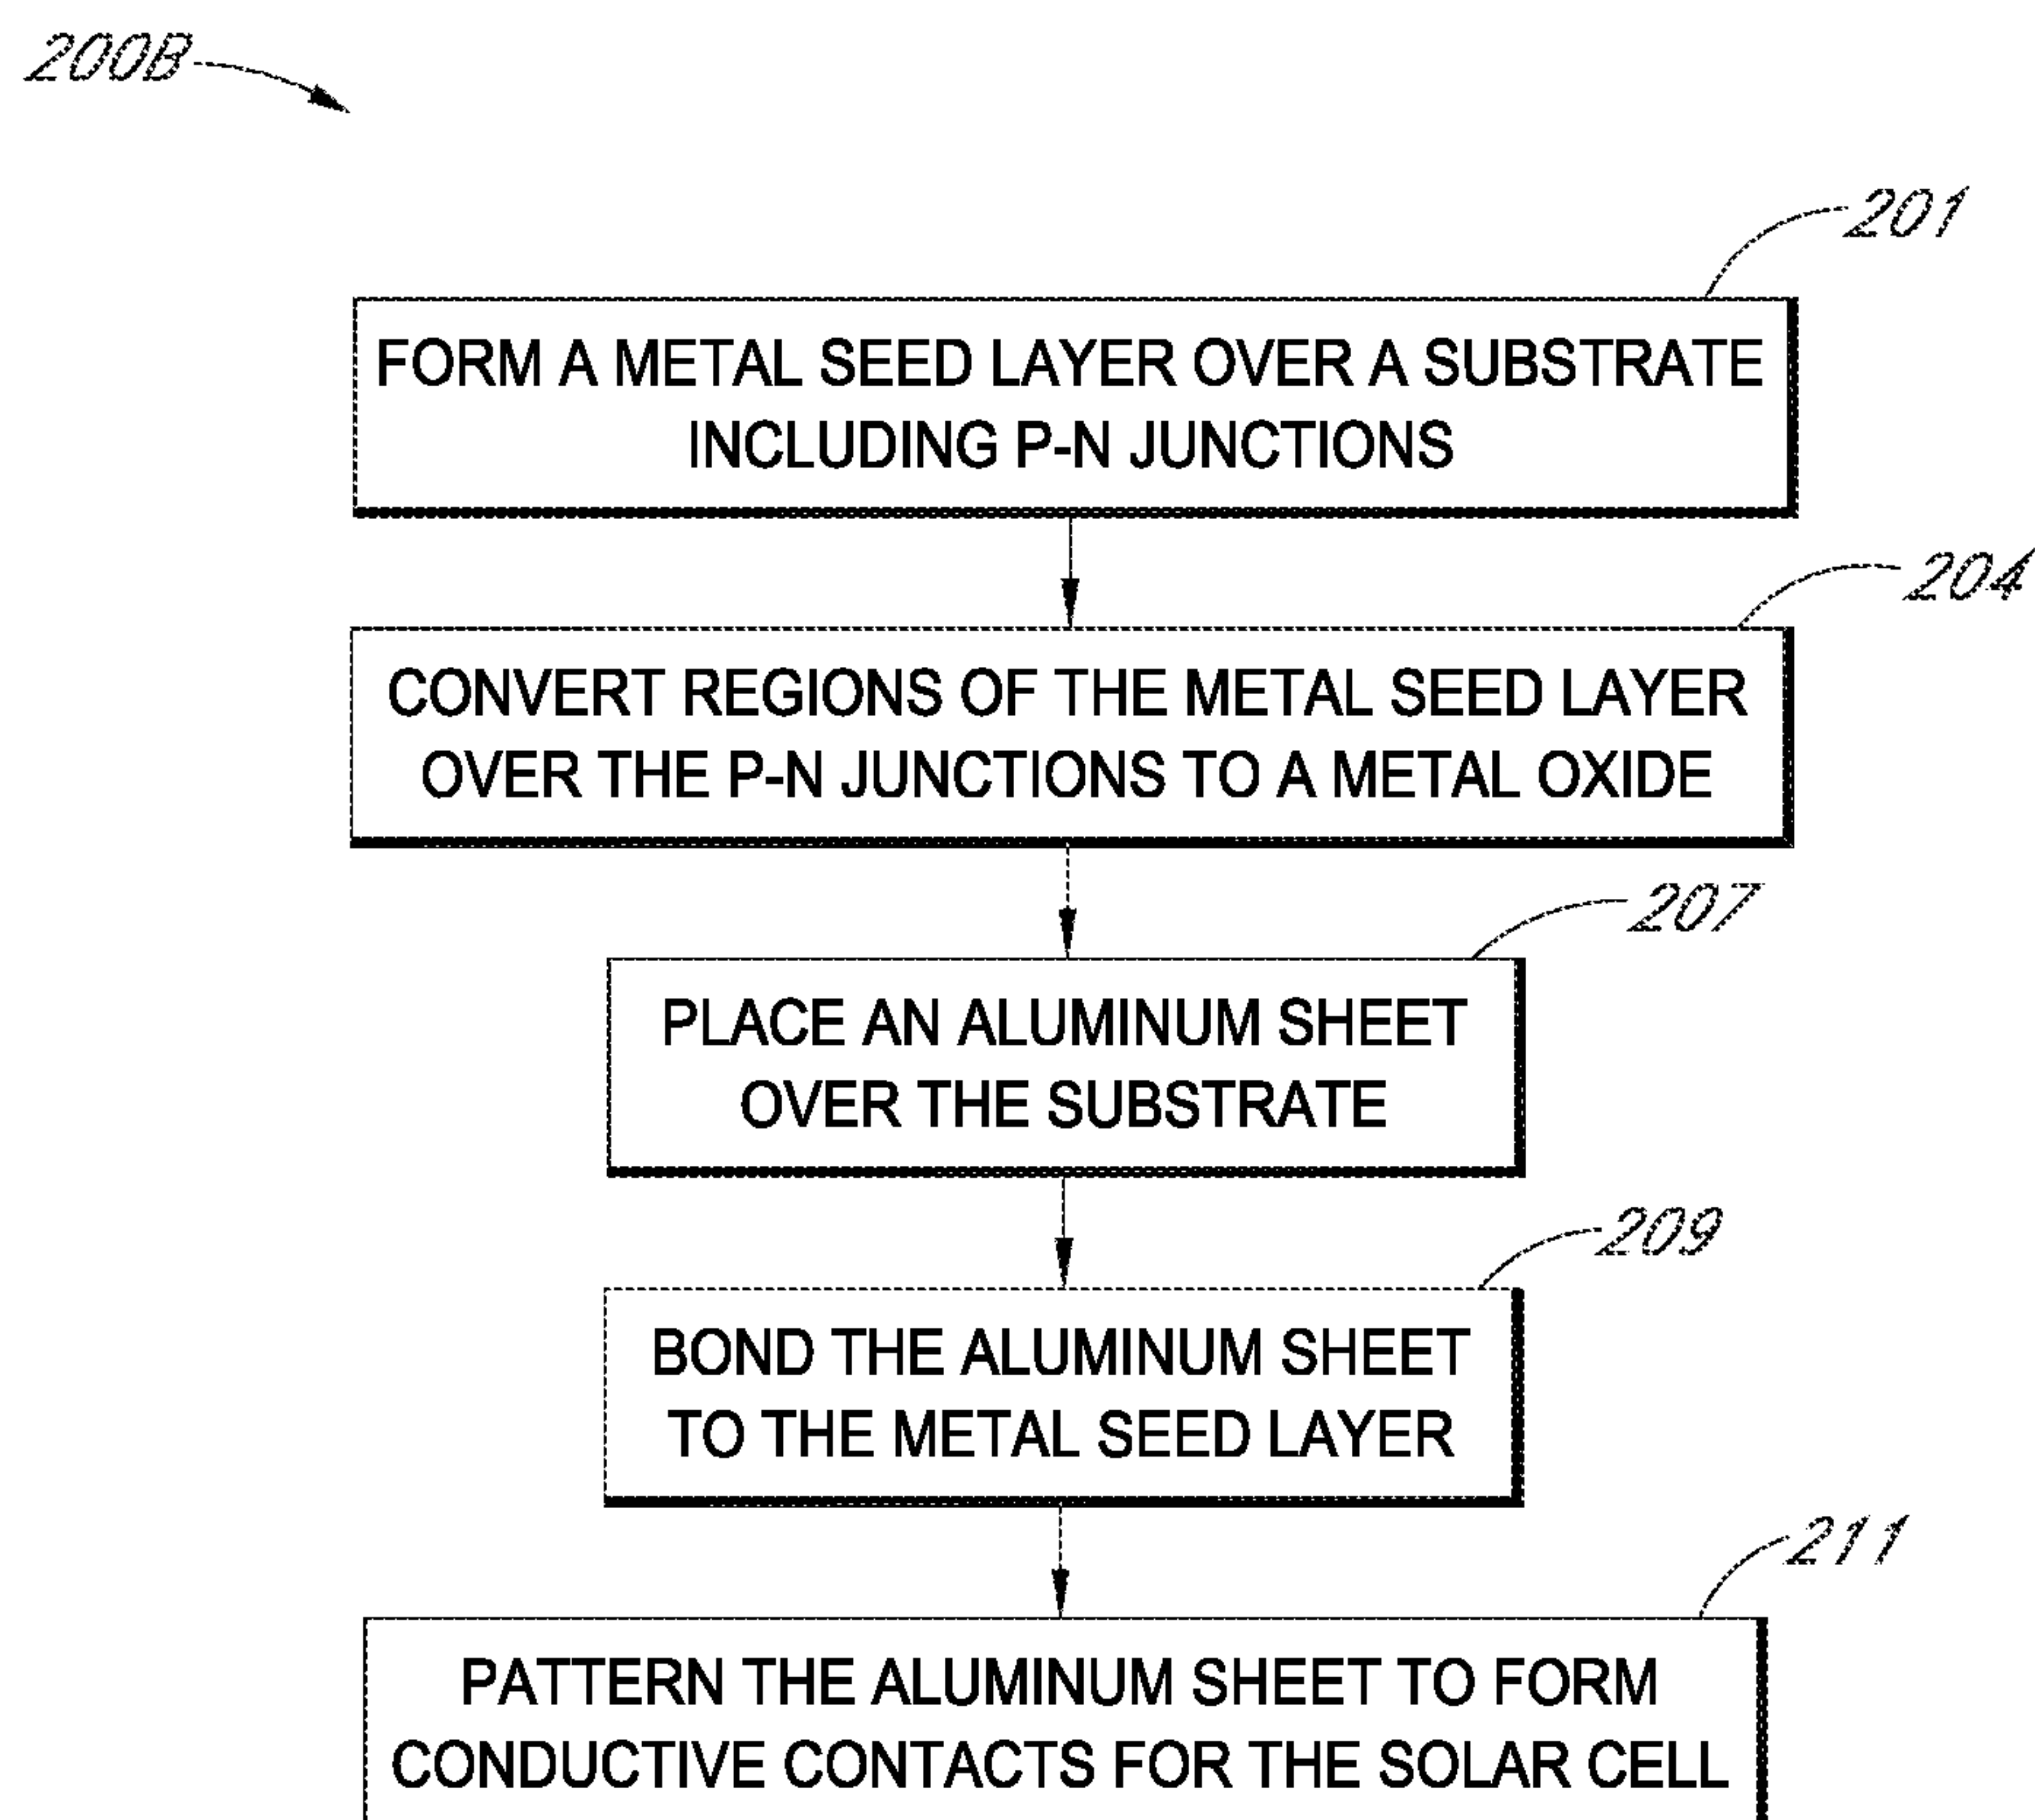 200B
201
FORM A METAL SEED LAYER OVER A SUBSTRATE
INCLUDING P-N JUNCTIONS
204
CONVERT REGIONS OF THE METAL SEED LAYER
OVER THE P-N JUNCTIONS TO A METAL OXIDE
207
PLACE AN ALUMINUM SHEET
OVER THE SUBSTRATE
209
BOND THE ALUMINUM SHEET
TO THE METAL SEED LAYER
211
PATTERN THE ALUMINUM SHEET TO FORM
CONDUCTIVE CONTACTS FOR THE SOLAR CELL